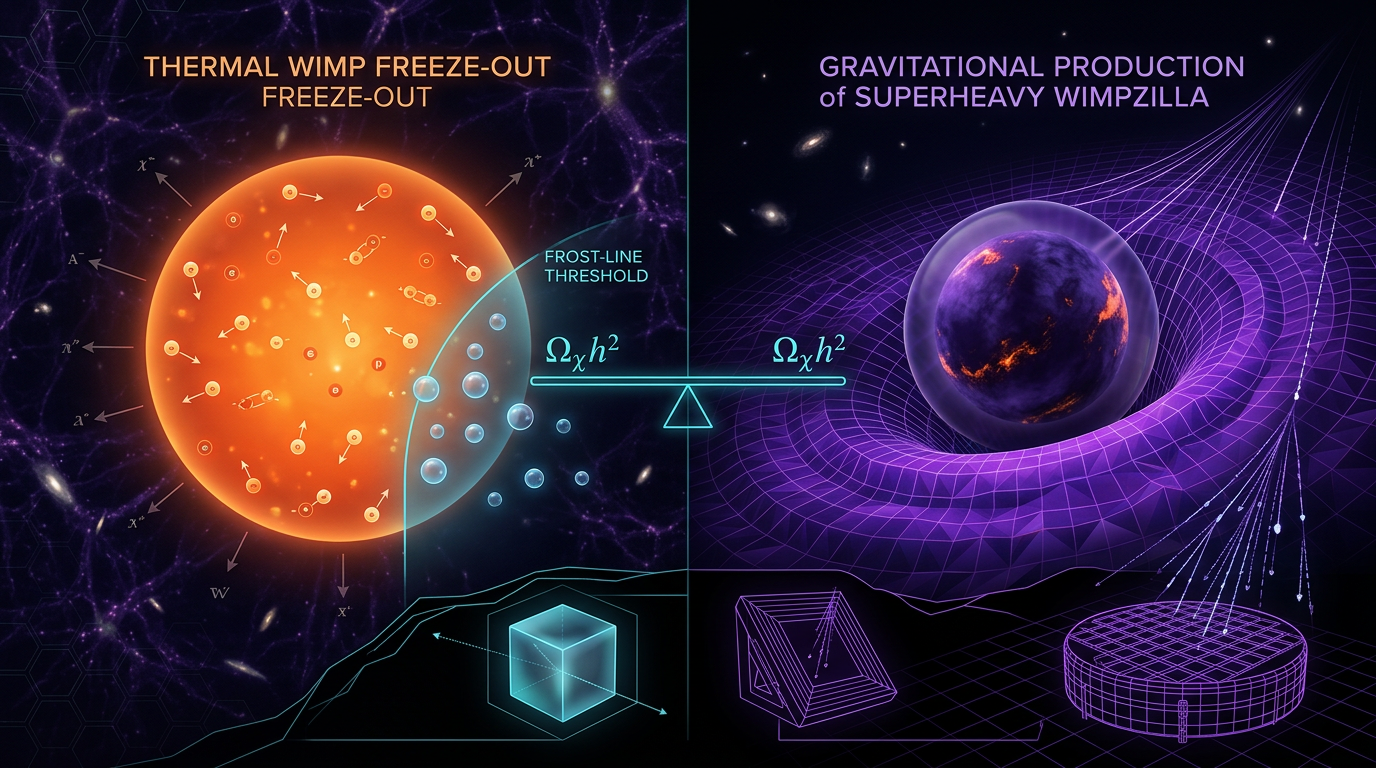 THERMAL WIMP FREEZE-OUT
FREEZE-OUT
GRAVITATIONAL PRODUCTION
of SUPERHEAVY WIMPZILLA
FROST-LINE
THRESHOLD
Ωχh²
Ωχh²
A⁻
W
p